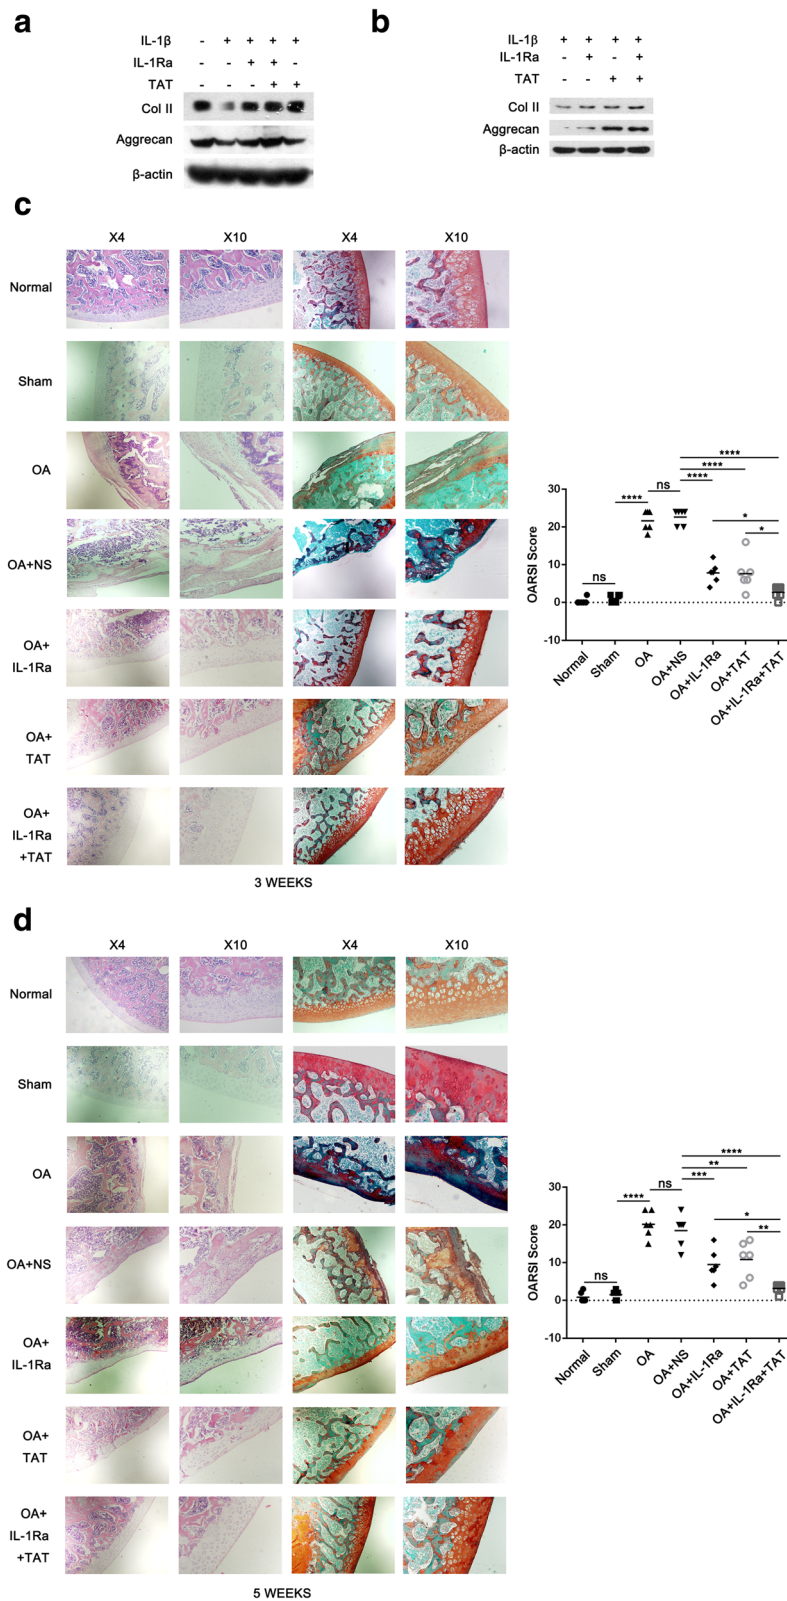 a
IL-1β - + + + +
IL-1Ra - - + + -
TAT - - - + +
Col II
Aggrecan
β-actin
b
IL-1β + + + +
IL-1Ra - + - +
TAT - - + +
Col II
Aggrecan
β-actin
c
X4 X10 X4 X10
Normal
Sham
OA
OA+NS
OA+
IL-1Ra
OA+
TAT
OA+
IL-1Ra
+TAT
3 WEEKS
OARSI Score
30
20
10
0
-10
ns
****
ns
****
****
****
*
*
Normal
Sham
OA
OA+NS
OA+IL-1Ra
OA+TAT
OA+IL-1Ra+TAT
d
X4 X10 X4 X10
Normal
Sham
OA
OA+NS
OA+
IL-1Ra
OA+
TAT
OA+
IL-1Ra
+TAT
5 WEEKS
OARSI Score
30
20
10
0
-10
ns
****
ns
***
**
****
*
**
Normal
Sham
OA
OA+NS
OA+IL-1Ra
OA+TAT
OA+IL-1Ra+TAT